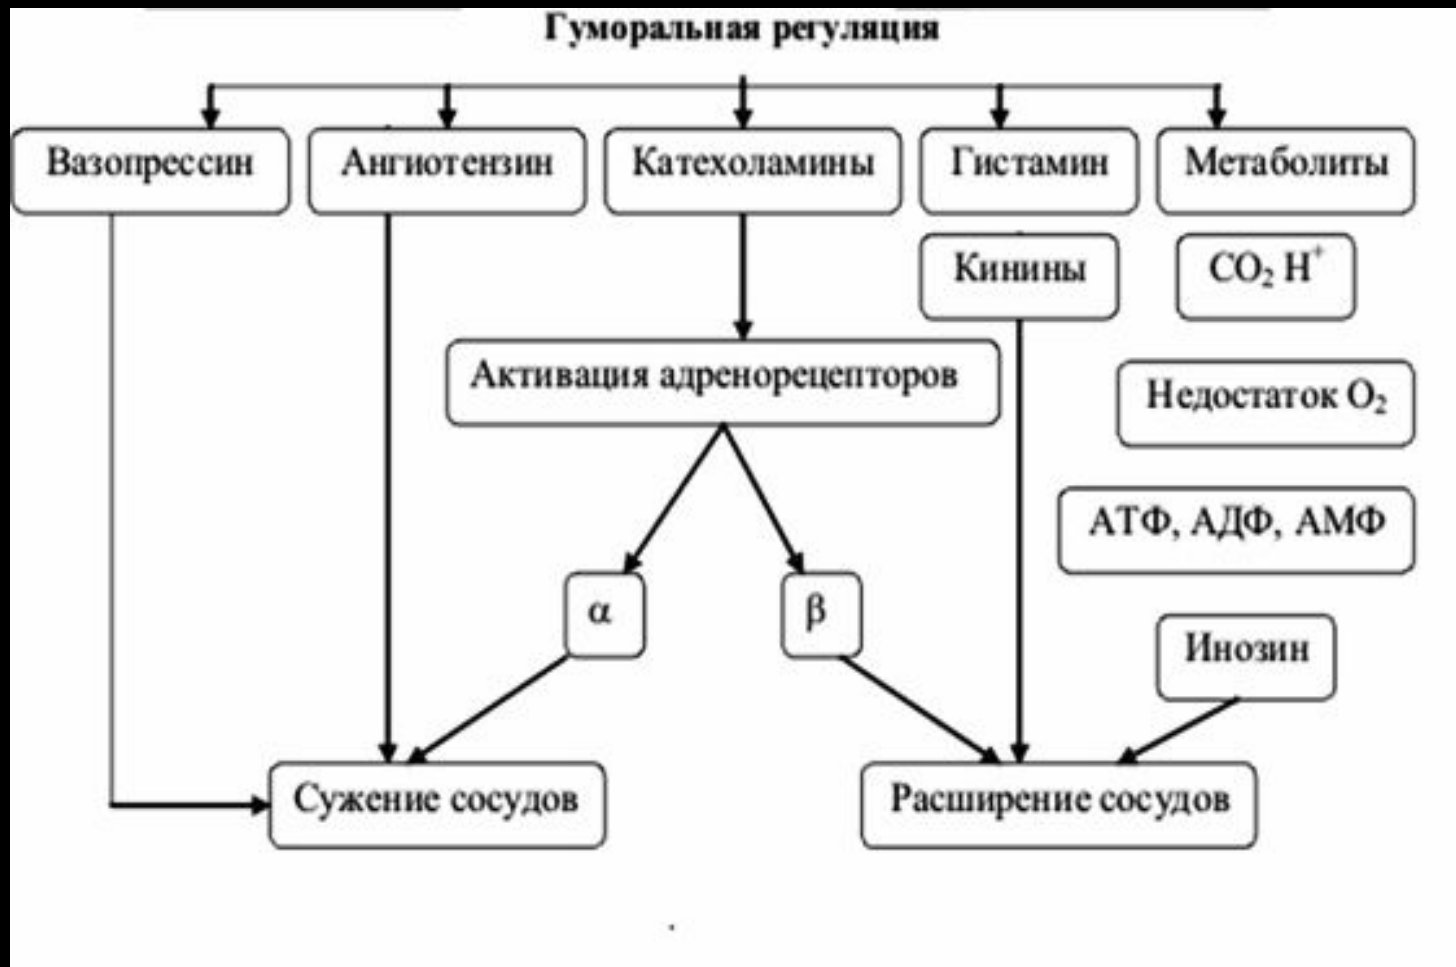 Гуморальная регуляция
Вазопрессин
Ангиотензин
Катехоламины
Гистамин
Метаболиты
Кинины
CO₂ H⁺
Активация адренорецепторов
Недостаток O₂
АТФ, АДФ, АМФ
α
β
Инозин
Сужение сосудов
Расширение сосудов